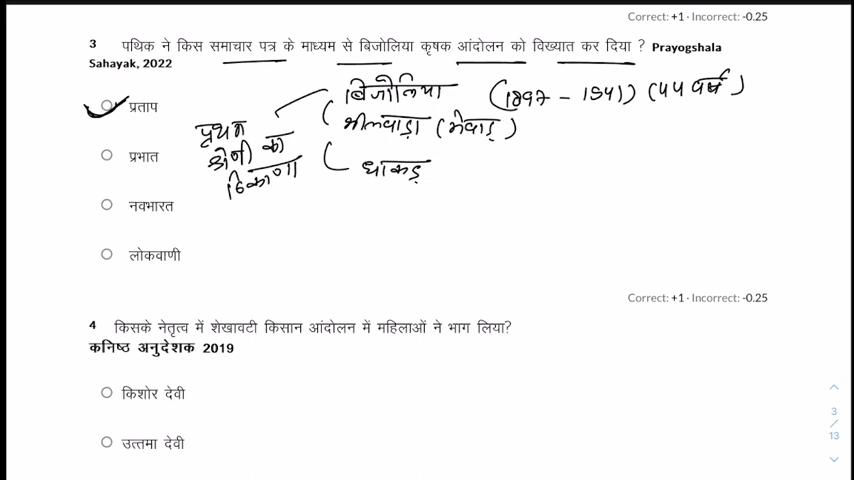 Correct: +1 · Incorrect: -0.25
3 पथिक ने किस समाचार पत्र के माध्यम से बिजोलिया कृषक आंदोलन को विख्यात कर दिया ? Prayogshala
Sahayak, 2022
बिजौलिया (1897 - 1941) (44 वर्ष)
प्रताप
भीलवाड़ा (मेवाड़)
प्रथम
श्रेणी का
ठिकाणा
प्रभात
धाकड़
नवभारत
लोकवाणी
Correct: +1 · Incorrect: -0.25
4 किसके नेतृत्व में शेखावटी किसान आंदोलन में महिलाओं ने भाग लिया?
कनिष्ठ अनुदेशक 2019
किशोर देवी
3
/
13
उत्तमा देवी